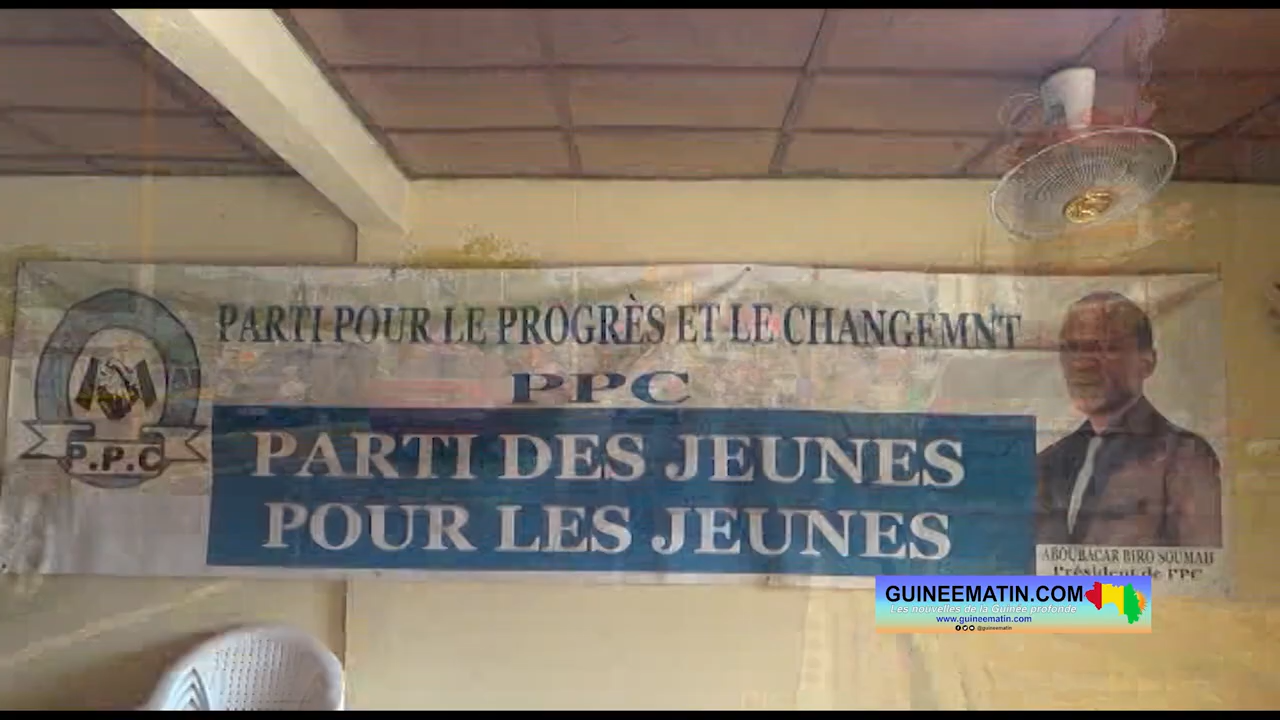 PARTI POUR LE PROGRÈS ET LE CHANGEMNT
PPC
P.P.C
PARTI DES JEUNES
POUR LES JEUNES
ABOUBACAR BIRO SOUMAH
Président de PPC
GUINEEMATIN.COM
Les nouvelles de la Guinée profonde
www.guineematin.com
@guineematin